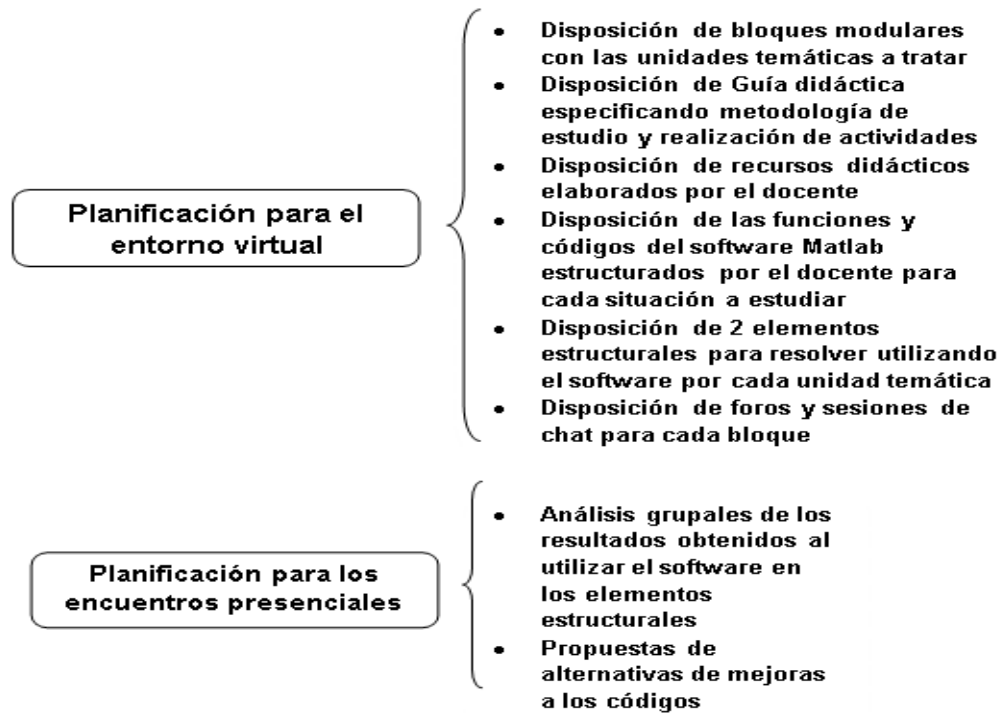 Planificación para el
entorno virtual
• Disposición de bloques modulares
con las unidades temáticas a tratar
• Disposición de Guía didáctica
especificando metodología de
estudio y realización de actividades
• Disposición de recursos didácticos
elaborados por el docente
• Disposición de las funciones y
códigos del software Matlab
estructurados por el docente para
cada situación a estudiar
• Disposición de 2 elementos
estructurales para resolver utilizando
el software por cada unidad temática
• Disposición de foros y sesiones de
chat para cada bloque
Planificación para los
encuentros presenciales
• Análisis grupales de los
resultados obtenidos al
utilizar el software en
los elementos
estructurales
• Propuestas de
alternativas de mejoras
a los códigos